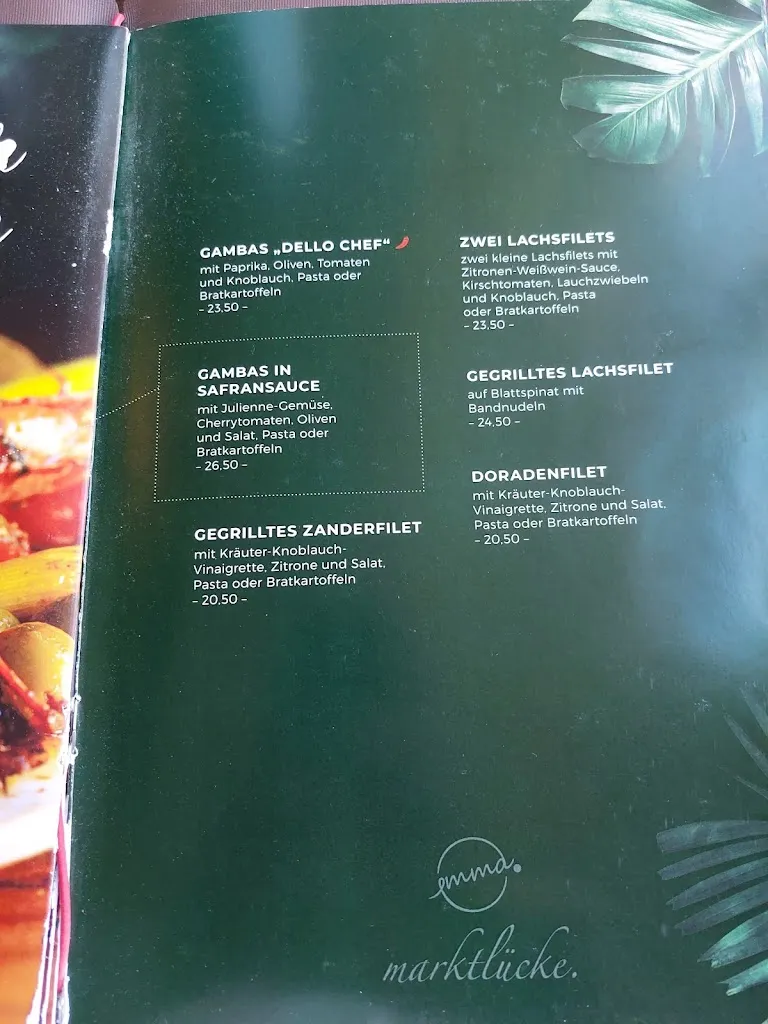 GAMBAS „DELLO CHEF“
mit Paprika, Oliven, Tomaten
und Knoblauch, Pasta oder
Bratkartoffeln
- 23,50 -
GAMBAS IN
SAFRANSAUCE
mit Julienne-Gemüse,
Cherrytomaten, Oliven
und Salat, Pasta oder
Bratkartoffeln
- 26,50 -
GEGRILLTES ZANDERFILET
mit Kräuter-Knoblauch-
Vinaigrette, Zitrone und Salat,
Pasta oder Bratkartoffeln
- 20,50 -
ZWEI LACHSFILETS
zwei kleine Lachsfilets mit
Zitronen-Weißwein-Sauce,
Kirschtomaten, Lauchzwiebeln
und Knoblauch, Pasta
oder Bratkartoffeln
- 23,50 -
GEGRILLTES LACHSFILET
auf Blattspinat mit
Bandnudeln
- 24,50 -
DORADENFILET
mit Kräuter-Knoblauch-
Vinaigrette, Zitrone und Salat,
Pasta oder Bratkartoffeln
- 20,50 -
emma.
marktlücke.